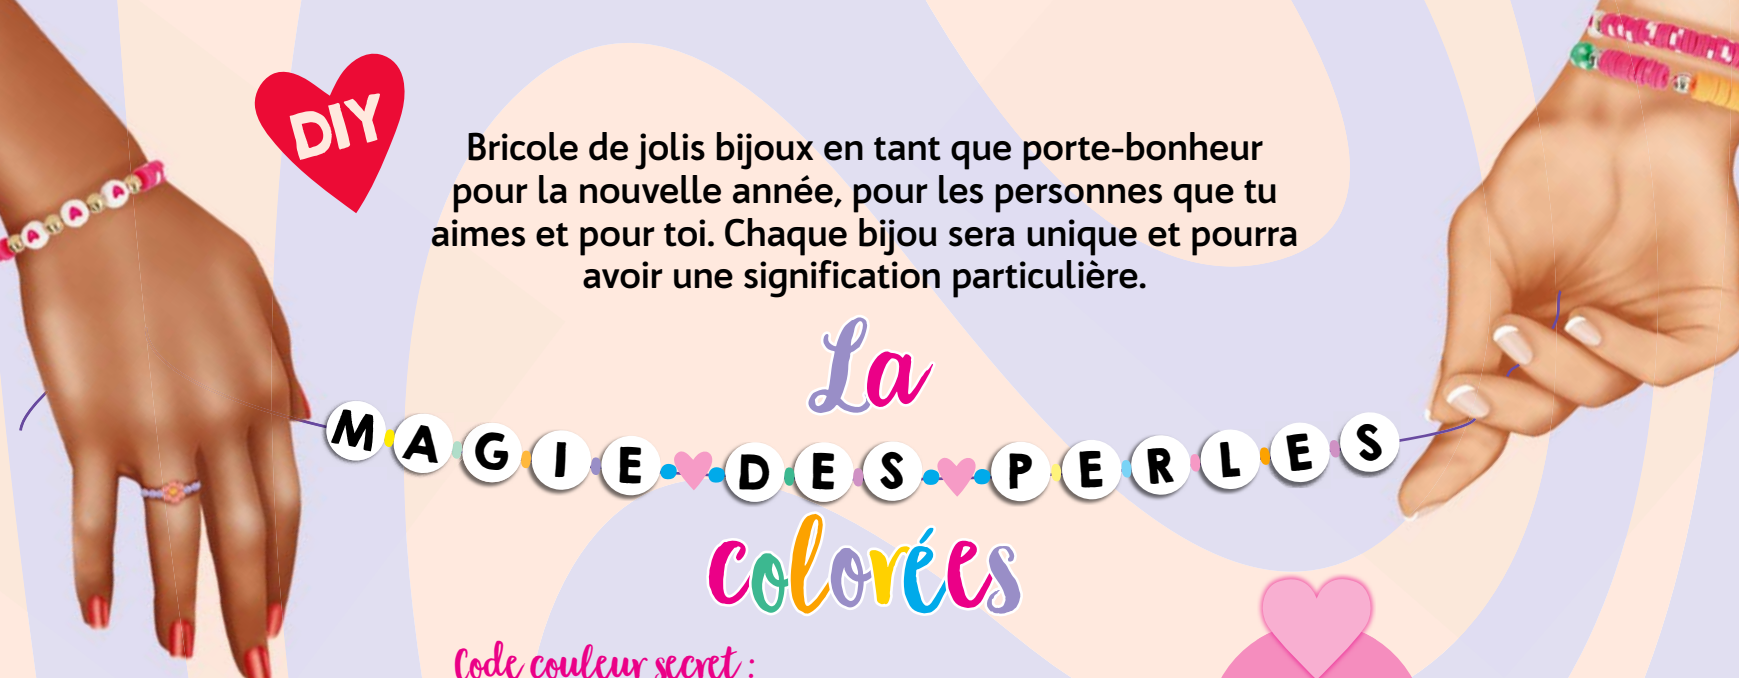 DIY
Bricole de jolis bijoux en tant que porte-bonheur
pour la nouvelle année, pour les personnes que tu
aimes et pour toi. Chaque bijou sera unique et pourra
avoir une signification particulière.
La
MAGIE DES PERLES
colorées
Code couleur secret :
A A A